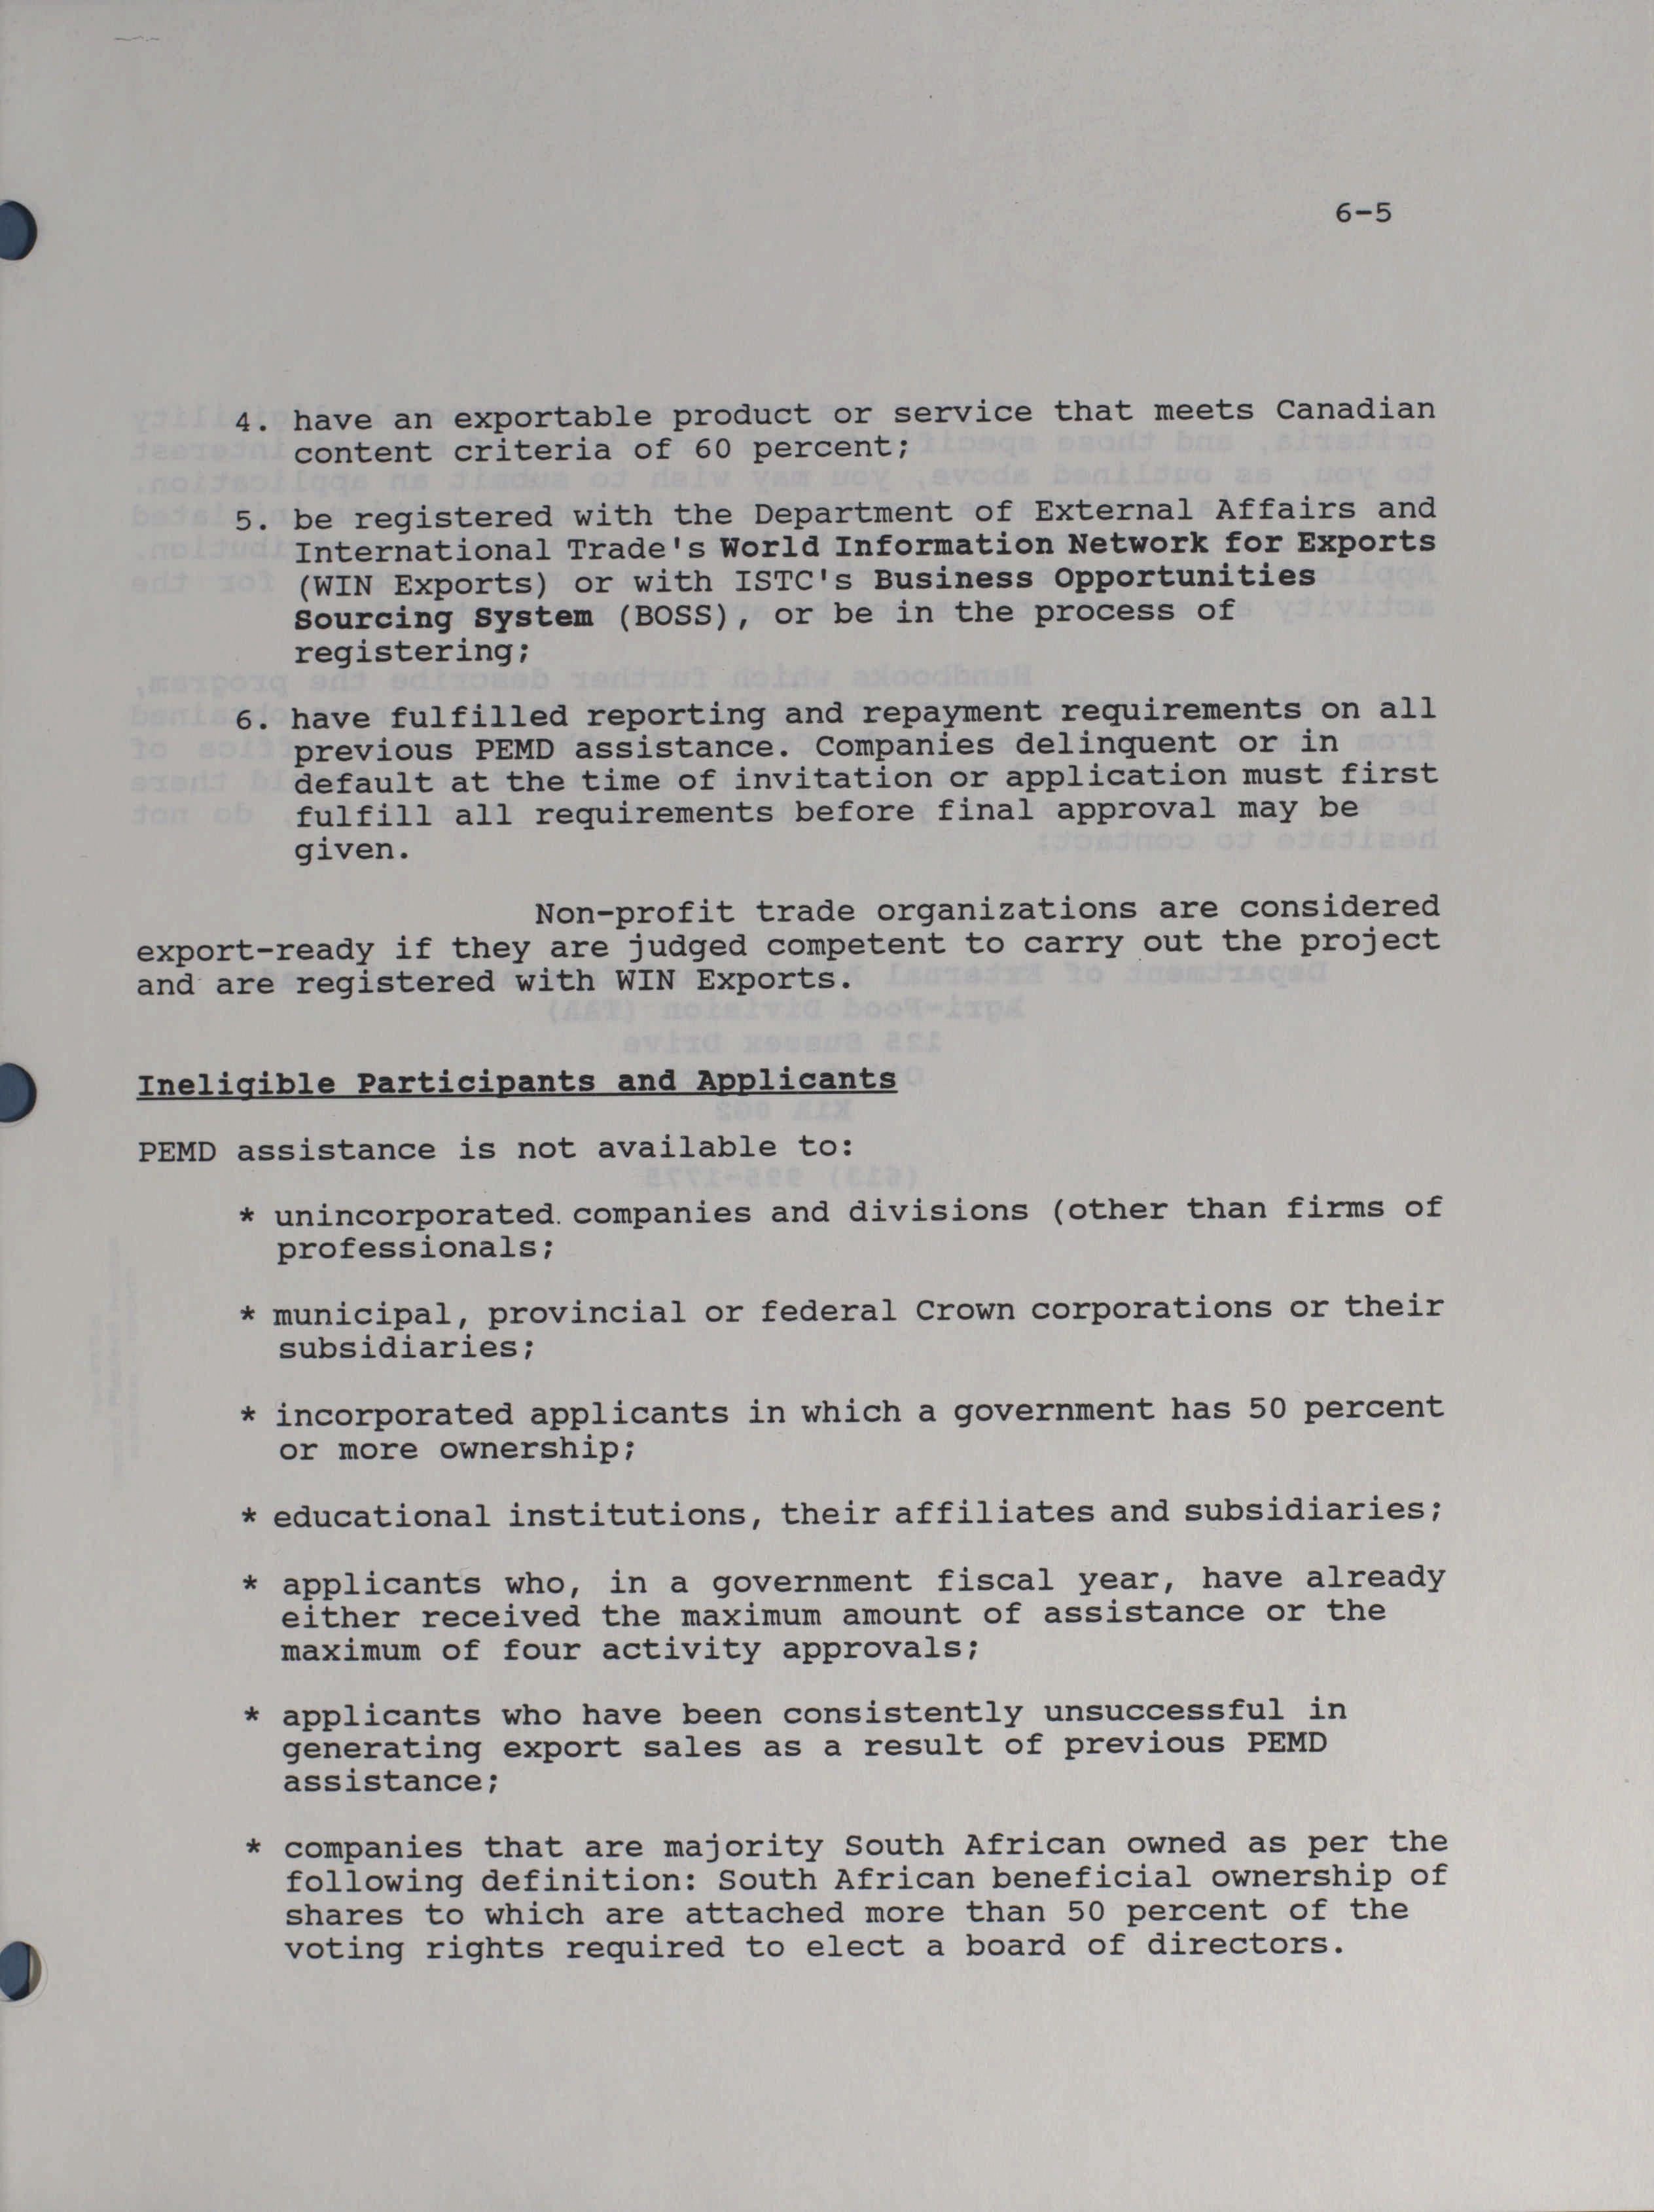 6-5
4. have an exportable product or service that meets Canadian
content criteria of 60 percent;
5. be registered with the Department of External Affairs and
International Trade's World Information Network for Exports
(WIN Exports) or with ISTC's Business Opportunities
Sourcing System (BOSS), or be in the process of
registering;
6. have fulfilled reporting and repayment requirements on all
previous PEMD assistance. Companies delinquent or in
default at the time of invitation or application must first
fulfill all requirements before final approval may be
given.
Non-profit trade organizations are considered
export-ready if they are judged competent to carry out the project
and are registered with WIN Exports.
Ineligible Participants and Applicants
PEMD assistance is not available to:
* unincorporated companies and divisions (other than firms of
professionals;
* municipal, provincial or federal Crown corporations or their
subsidiaries;
* incorporated applicants in which a government has 50 percent
or more ownership;
* educational institutions, their affiliates and subsidiaries;
* applicants who, in a government fiscal year, have already
either received the maximum amount of assistance or the
maximum of four activity approvals;
* applicants who have been consistently unsuccessful in
generating export sales as a result of previous PEMD
assistance;
* companies that are majority South African owned as per the
following definition: South African beneficial ownership of
shares to which are attached more than 50 percent of the
voting rights required to elect a board of directors.